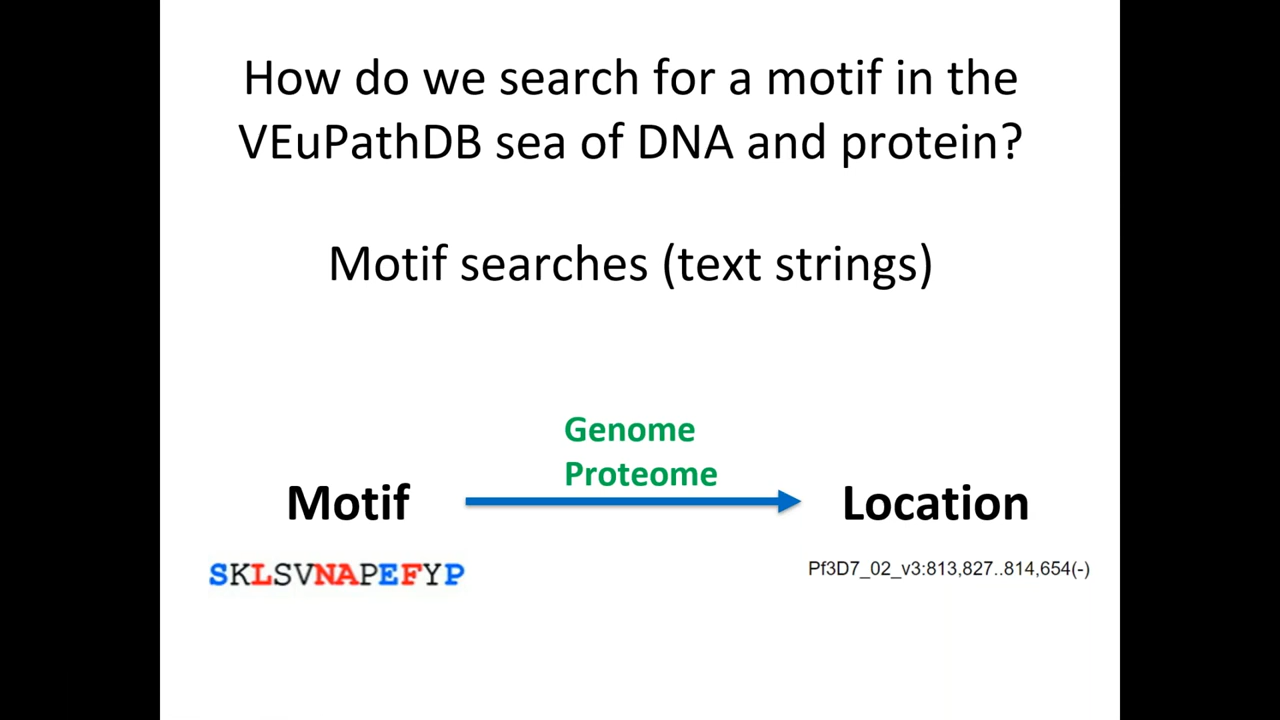 How do we search for a motif in the
VEuPathDB sea of DNA and protein?
Motif searches (text strings)
Genome
Proteome
Motif
Location
SKLSVNAPEFYP
Pf3D7_02_v3:813,827..814,654(-)